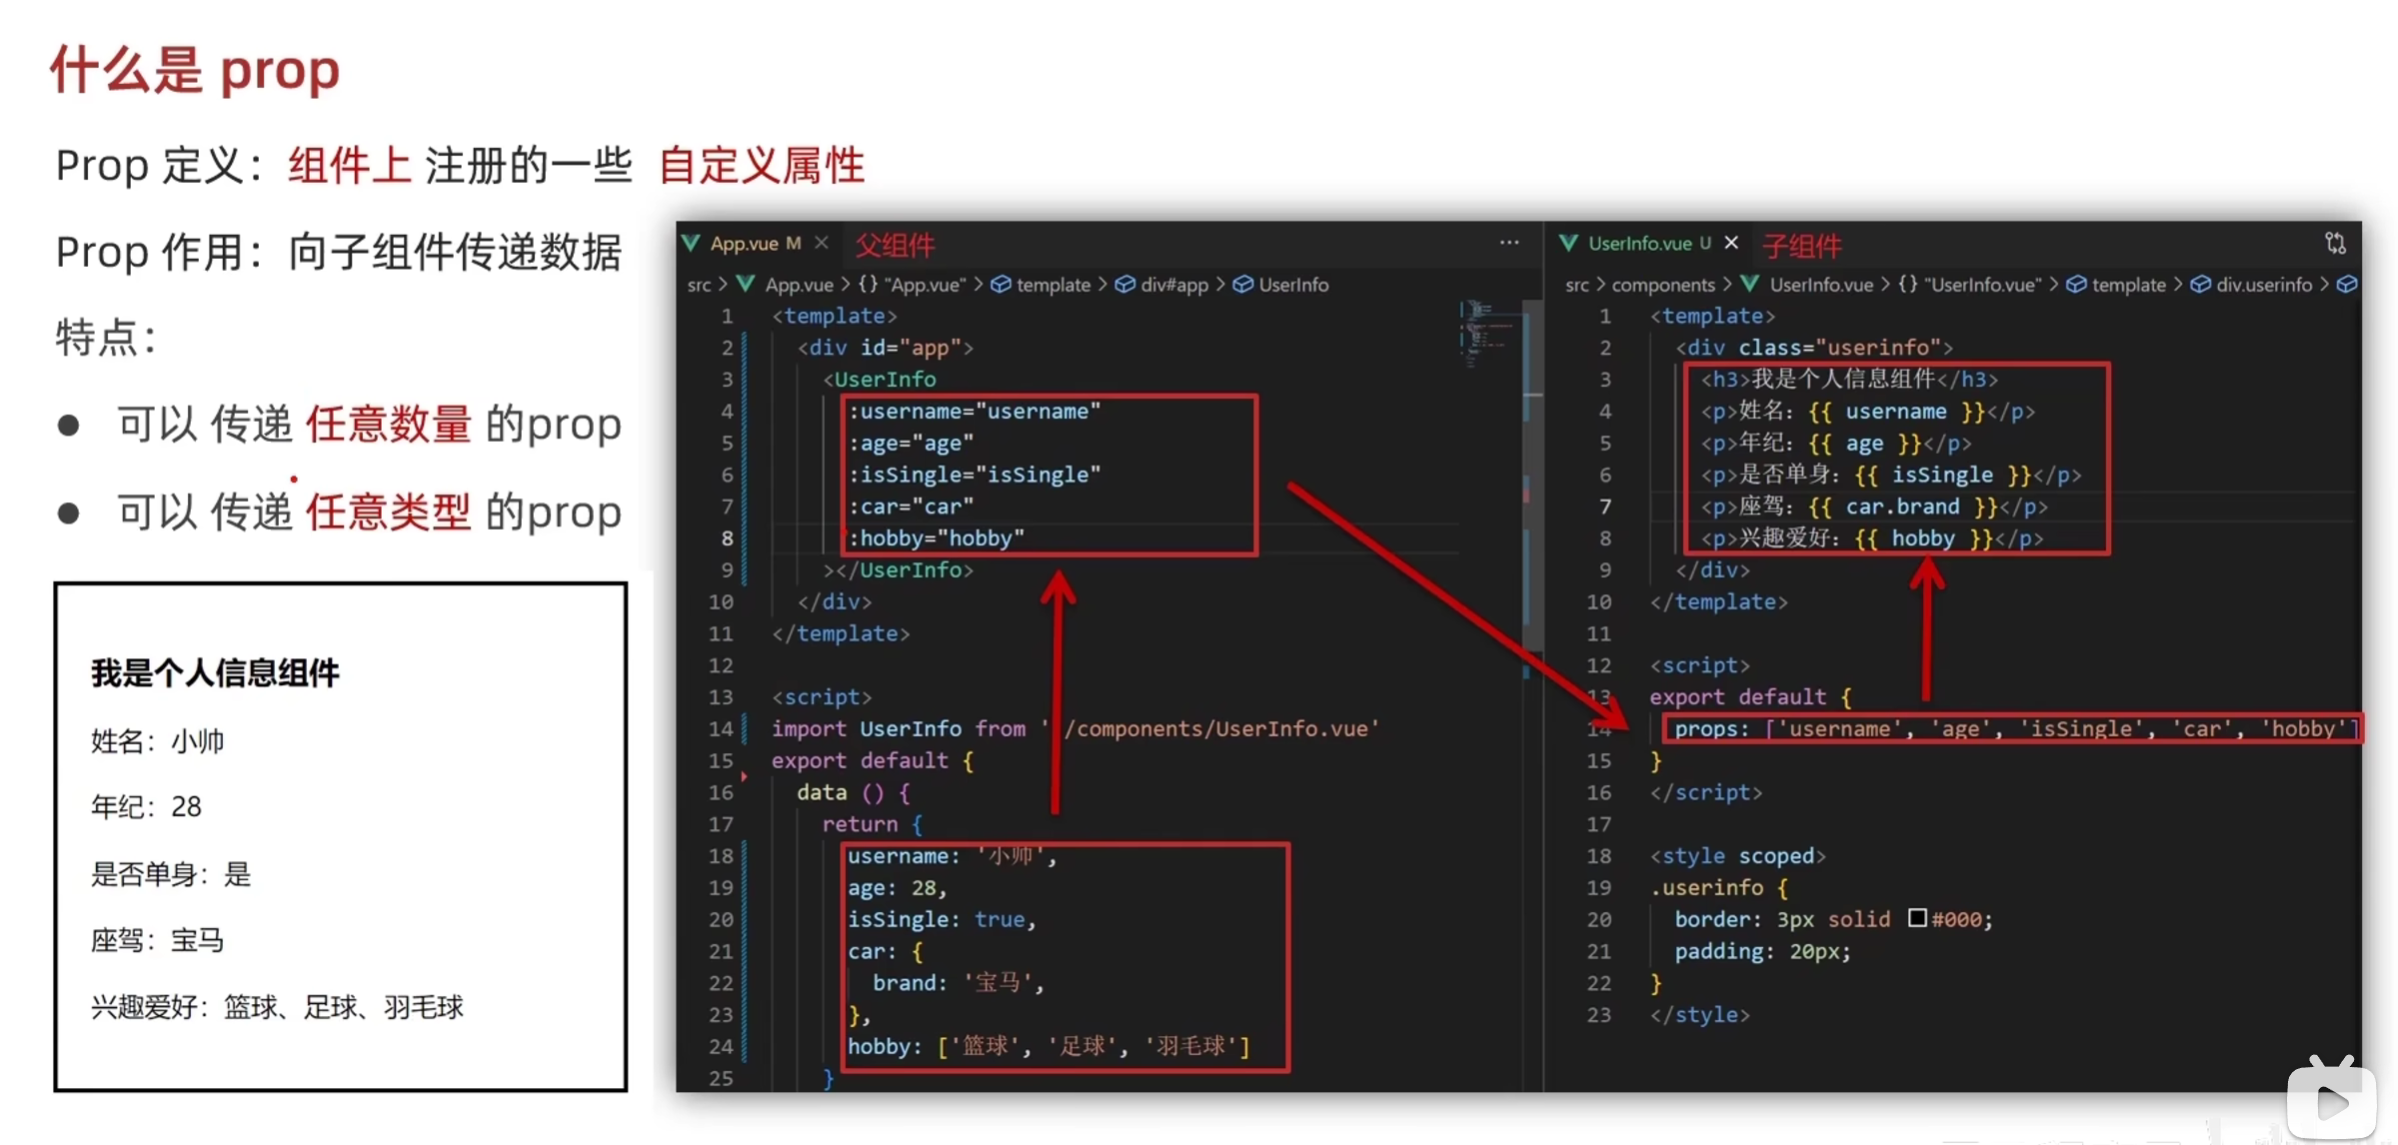 什么是 prop
Prop 定义：组件上 注册的一些 自定义属性
Prop 作用：向子组件传递数据
特点：
● 可以 传递 任意数量 的prop
● 可以 传递 任意类型 的prop
我是个人信息组件
姓名：小帅
年纪：28
是否单身：是
座驾：宝马
兴趣爱好：篮球、足球、羽毛球
App.vue M × 父组件 ···
src > App.vue > {} "App.vue" > template > div#app > UserInfo
1 <template>
2 <div id="app">
3 <UserInfo
4 :username="username"
5 :age="age"
6 :isSingle="isSingle"
7 :car="car"
8 :hobby="hobby"
9 ></UserInfo>
10 </div>
11 </template>
12
13 <script>
14 import UserInfo from './components/UserInfo.vue'
15 export default {
16 data () {
17 return {
18 username: '小帅',
19 age: 28,
20 isSingle: true,
21 car: {
22 brand: '宝马',
23 },
24 hobby: ['篮球', '足球', '羽毛球']
25 }
UserInfo.vue U × 子组件
src > components > UserInfo.vue > {} "UserInfo.vue" > template > div.userinfo >
1 <template>
2 <div class="userinfo">
3 <h3>我是个人信息组件</h3>
4 <p>姓名：{{ username }}</p>
5 <p>年纪：{{ age }}</p>
6 <p>是否单身：{{ isSingle }}</p>
7 <p>座驾：{{ car.brand }}</p>
8 <p>兴趣爱好：{{ hobby }}</p>
9 </div>
10 </template>
11
12 <script>
13 export default {
14 props: ['username', 'age', 'isSingle', 'car', 'hobby']
15 }
16 </script>
17
18 <style scoped>
19 .userinfo {
20 border: 3px solid #000;
21 padding: 20px;
22 }
23 </style>